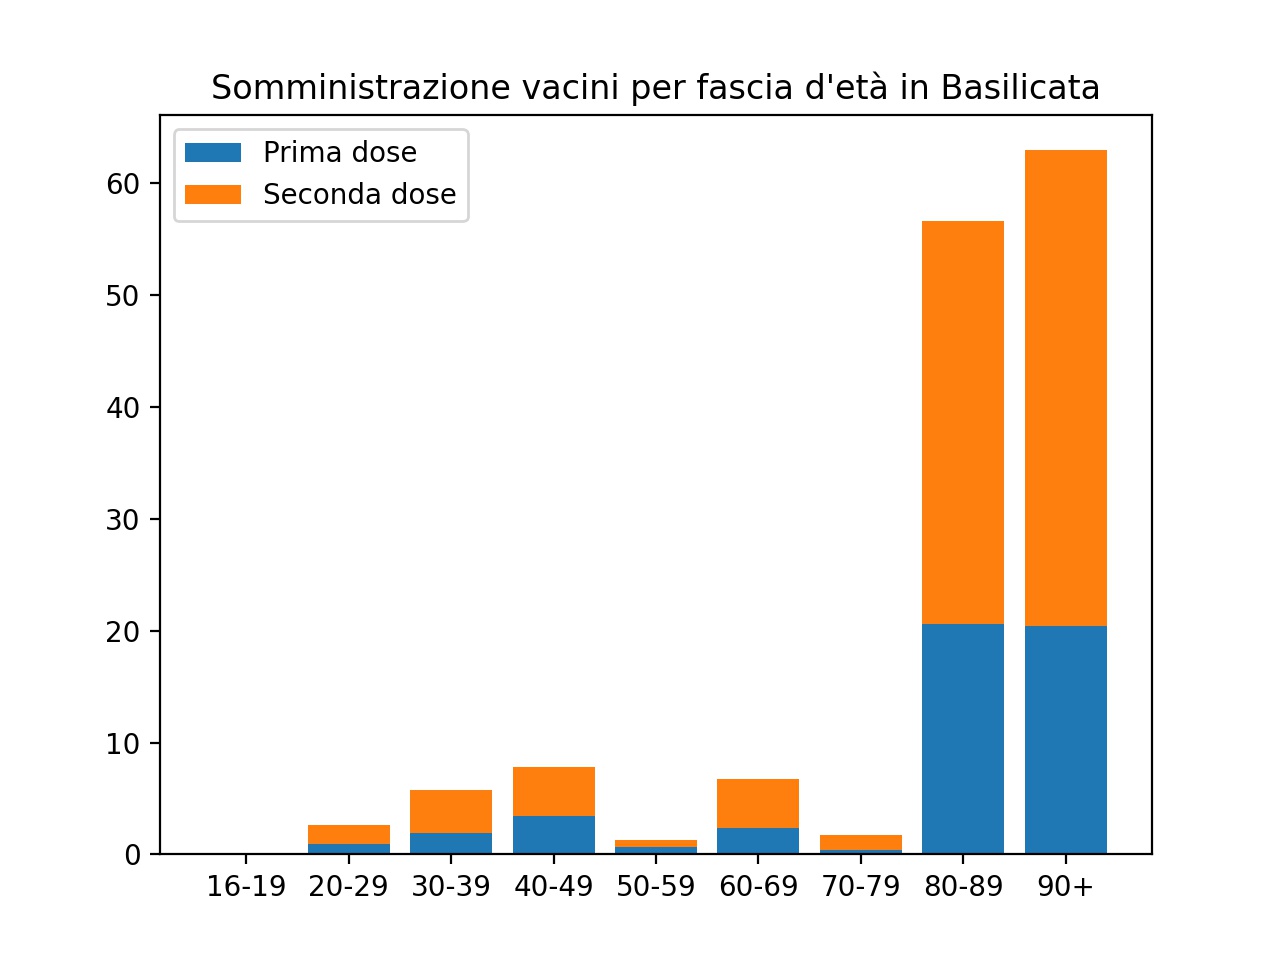 Somministrazione vacini per fascia d'età in Basilicata
Prima dose
Seconda dose
60
50
40
30
20
10
0
16-19 20-29 30-39 40-49 50-59 60-69 70-79 80-89 90+